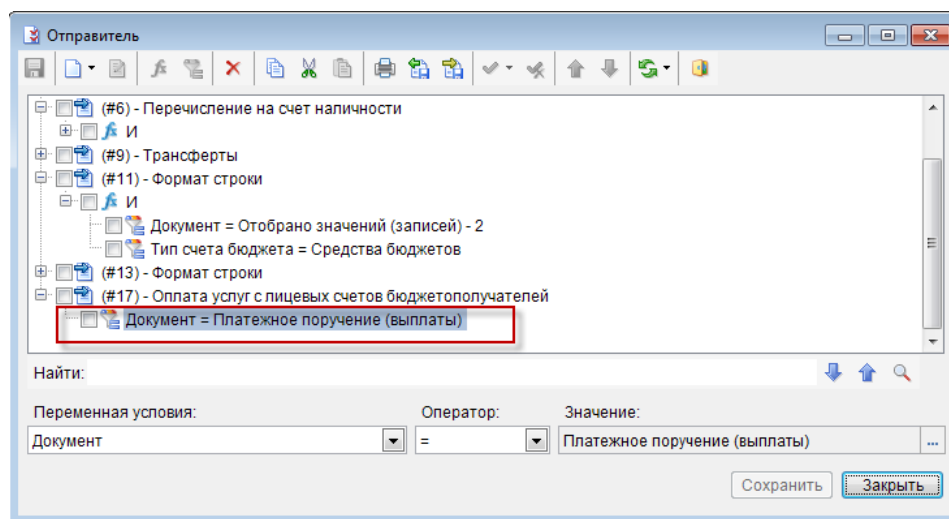 Отправитель
(#6) - Перечисление на счет наличности
И
(#9) - Трансферты
(#11) - Формат строки
И
Документ = Отобрано значений (записей) - 2
Тип счета бюджета = Средства бюджетов
(#13) - Формат строки
(#17) - Оплата услуг с лицевых счетов бюджетополучателей
Документ = Платежное поручение (выплаты)
Найти:
Переменная условия: Оператор: Значение:
Документ = Платежное поручение (выплаты) ...
Сохранить Закрыть